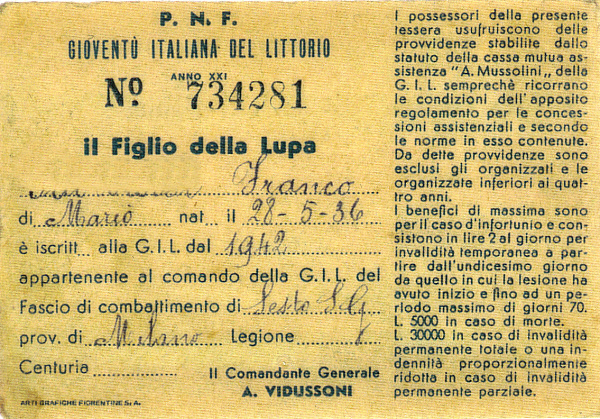 P. N. F.
GIOVENTÙ ITALIANA DEL LITTORIO
ANNO XXI
Nº 734281
il Figlio della Lupa
Franco
di Mario nat il 28-5-36
è iscritt alla G.I.L. dal 1942
appartenente al comando della G.I.L. del
Fascio di combattimento di Sesto S.G
prov. di Milano Legione
Centuria
Il Comandante Generale
A. VIDUSSONI
ARTI GRAFICHE FIORENTINE S. A.
I possessori della presente
tessera usufruiscono delle
provvidenze stabilite dallo
statuto della cassa mutua as-
sistenza "A. Mussolini„ della
G. I. L. semprechè ricorrano
le condizioni dell'apposito
regolamento per le conces-
sioni assistenziali e secondo
le norme in esso contenute.
Da dette provvidenze sono
esclusi gli organizzati e le
organizzate inferiori ai quat-
tro anni.
I benefici di massima sono
per il caso d'infortunio e con-
sistono in lire 2 al giorno per
invalidità temporanea a par-
tire dall'undicesimo giorno
da quello in cui la lesione ha
avuto inizio e fino ad un pe-
riodo massimo di giorni 70.
L. 5000 in caso di morte.
L. 30000 in caso di invalidità
permanente totale o una in-
dennità proporzionalmente
ridotta in caso di invalidità
permanente parziale.